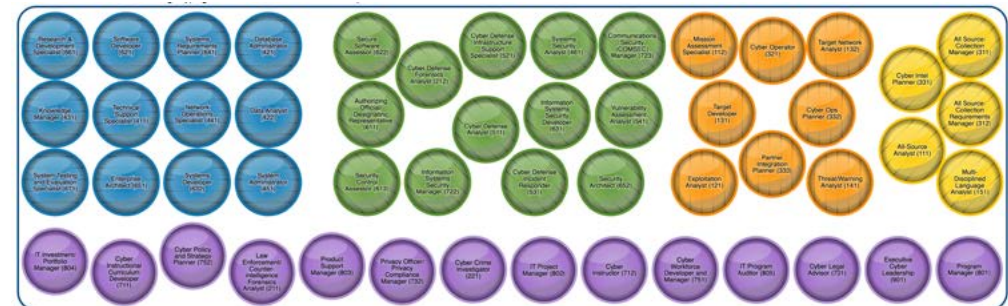 Research &
Development
Specialist (661)
Software
Developer
(621)
Systems
Requirements
Planner (641)
Database
Administrator
(421)
Knowledge
Manager (431)
Technical
Support
Specialist (411)
Network
Operations
Specialist (441)
Data Analyst
(422)
System Testing
and Evaluation
Specialist (671)
Enterprise
Architect (651)
Systems
Developer
(632)
System
Administrator
(451)
Secure
Software
Assessor (622)
Cyber Defense
Forensics
Analyst (212)
Cyber Defense
Infrastructure
Support
Specialist (521)
Systems
Security
Analyst (461)
Communications
Security
(COMSEC)
Manager (723)
Authorizing
Official/
Designating
Representative
(611)
Cyber Defense
Analyst (511)
Information
Systems
Security
Developer
(631)
Vulnerability
Assessment
Analyst (541)
Security
Control
Assessor (612)
Information
Systems
Security
Manager (722)
Cyber Defense
Incident
Responder
(531)
Security
Architect (652)
Mission
Assessment
Specialist (112)
Cyber Operator
(321)
Target Network
Analyst (132)
Target
Developer
(131)
Cyber Ops
Planner (332)
Exploitation
Analyst (121)
Partner
Integration
Planner (333)
Threat/Warning
Analyst (141)
Cyber Intel
Planner (331)
All Source-
Collection
Manager (311)
All Source-
Collection
Requirements
Manager (312)
All-Source
Analyst (111)
Multi-
Disciplined
Language
Analyst (151)
IT Investment/
Portfolio
Manager (804)
Cyber
Instructional
Curriculum
Developer
(711)
Cyber Policy
and Strategy
Planner (752)
Law
Enforcement/
Counter-
Intelligence
Forensics
Analyst (211)
Product
Support
Manager (803)
Privacy Officer/
Privacy
Compliance
Manager (732)
Cyber Crime
Investigator
(221)
IT Project
Manager (802)
Cyber
Instructor (712)
Cyber
Workforce
Developer and
Manager (751)
IT Program
Auditor (805)
Cyber Legal
Advisor (731)
Executive
Cyber
Leadership
(901)
Program
Manager (801)